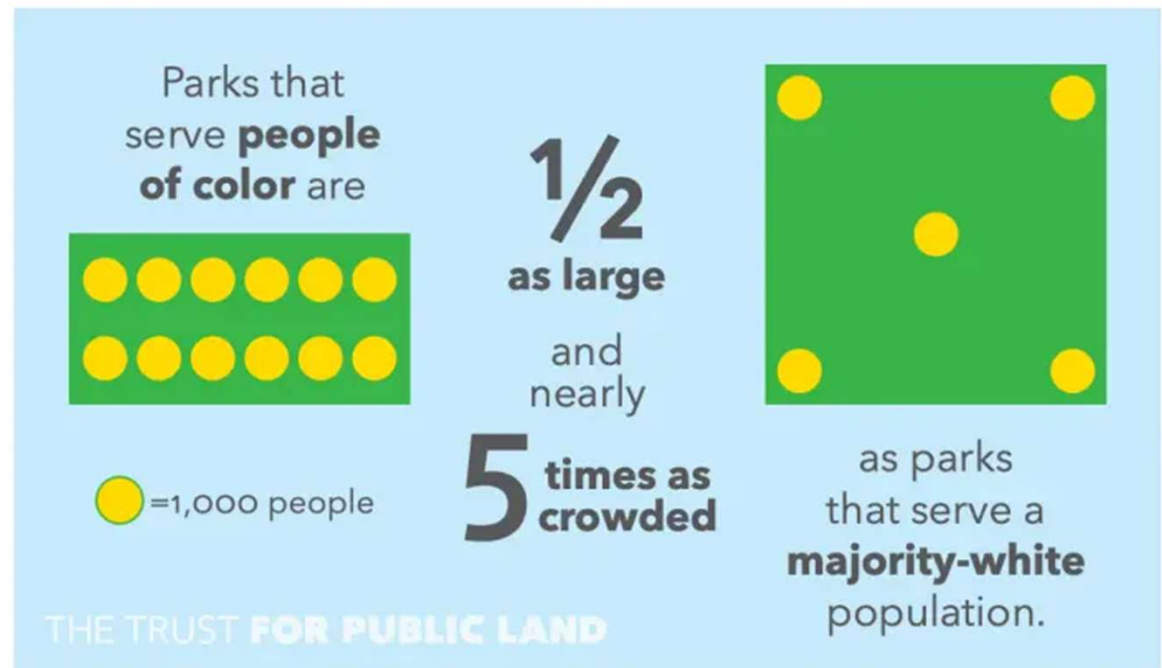 Parks that
serve people
of color are
=1,000 people
½
as large
and
nearly
5 times as
crowded
as parks
that serve a
majority-white
population.
THE TRUST FOR PUBLIC LAND